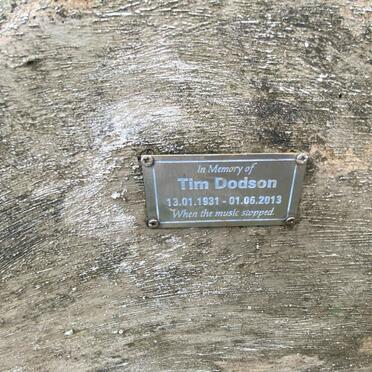 In Memory of
Tim Dodson
13.01.1931 - 01.06.2013
When the music stopped.